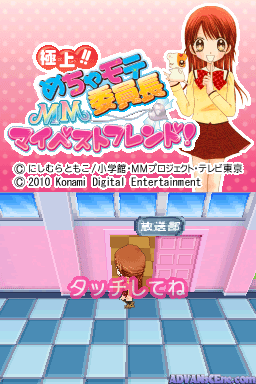 極上!!
めちゃモテ
委員長
MM
マイベストフレンド!
© にしむらともこ/小学館・MMプロジェクト・テレビ東京
© 2010 Konami Digital Entertainment
放送部
タッチしてね